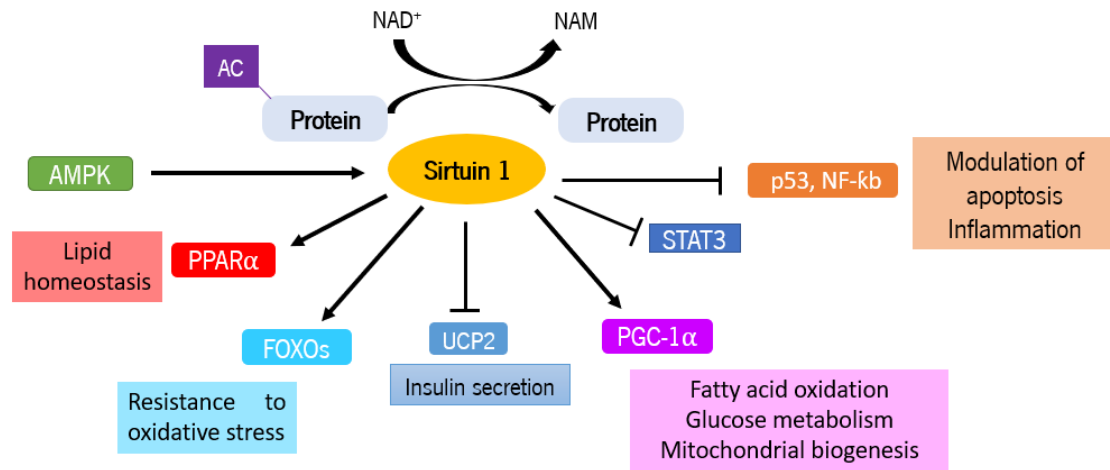 NAD+
NAM
AC
Protein
Protein
AMPK
Sirtuin 1
p53, NF-ƙb
Modulation of
apoptosis
Inflammation
STAT3
Lipid
homeostasis
PPARα
FOXOs
UCP2
PGC-1α
Resistance to
oxidative stress
Insulin secretion
Fatty acid oxidation
Glucose metabolism
Mitochondrial biogenesis